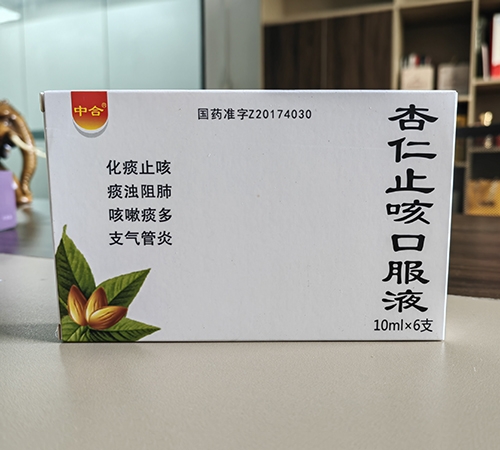 中合
国药准字Z20174030
化痰止咳
痰浊阻肺
咳嗽痰多
支气管炎
杏仁止咳口服液
10ml×6支